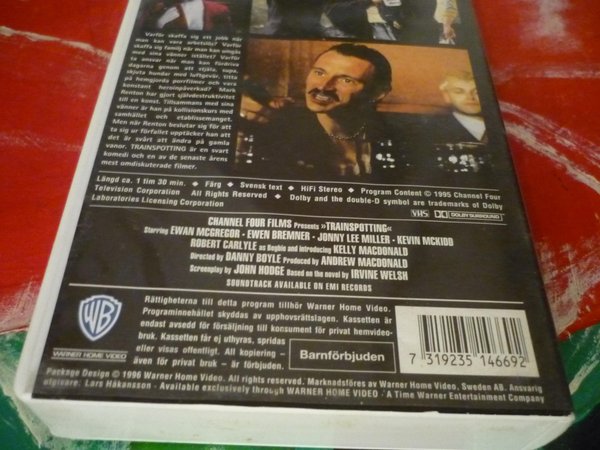 Varför skaffa sig ett jobb när
man kan vara arbetslös? Varför
skaffa sig familj när man kan umgås
med sina vänner istället? Varför
ta ansvar när man kan fördriva
dagarna genom att stjäla, supa,
skjuta hundar med luftgevär, titta
på hemgjorda porrfilmer och vara
konstant heroinpåverkad? Mark
Renton har gjort självdestruktivitet
till en konst. Tillsammans med sina
vänner är han på kollisionskurs med
samhället och etablissemanget.
Men när Renton beslutar sig för att
ta sig ur förfallet upptäcker han att
det är svårt att ändra på gamla
vanor. TRAINSPOTTING är en svart
komedi och en av de senaste årens
mest omdiskuterade filmer.
Längd ca. 1 tim 30 min. ◆ Färg ◆ Svensk text ◆ HiFi Stereo ◆ Program Content © 1995 Channel Four
Television Corporation All Rights Reserved ◆ Dolby and the double-D symbol are trademarks of Dolby
Laboratories Licensing Corporation
VHS DOLBY SURROUND
CHANNEL FOUR FILMS Presents »TRAINSPOTTING«
Starring EWAN MCGREGOR · EWEN BREMNER · JONNY LEE MILLER · KEVIN MCKIDD
ROBERT CARLYLE as Begbie and introducing KELLY MACDONALD
Directed by DANNY BOYLE Produced by ANDREW MACDONALD
Screenplay by JOHN HODGE Based on the novel by IRVINE WELSH
SOUNDTRACK AVAILABLE ON EMI RECORDS
WB
WARNER HOME VIDEO
Rättigheterna till detta program tillhör Warner Home Video.
Programinnehållet skyddas av upphovsrättslagen. Kassetten är
endast avsedd för försäljning till konsument för privat hemvideo-
bruk. Kassetten får ej uthyras, spridas
eller visas offentligt. All kopiering –
även för privat bruk – är förbjuden.
Barnförbjuden
7 319235 146692
Package Design © 1996 Warner Home Video. All rights reserved. Marknadsföres av Warner Home Video, Sweden AB. Ansvarig
utgivare: Lars Håkansson · Available exclusively through WARNER HOME VIDEO · A Time Warner Entertainment Company